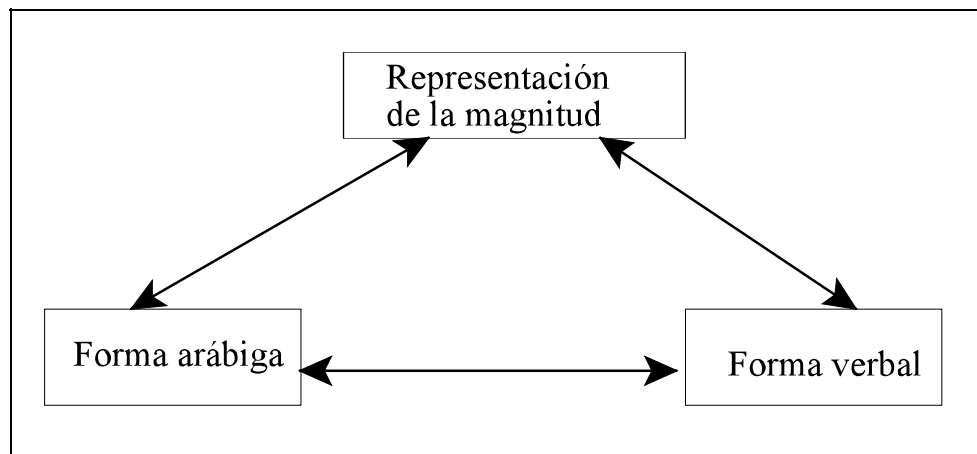 Representación
de la magnitud
Forma arábiga
Forma verbal